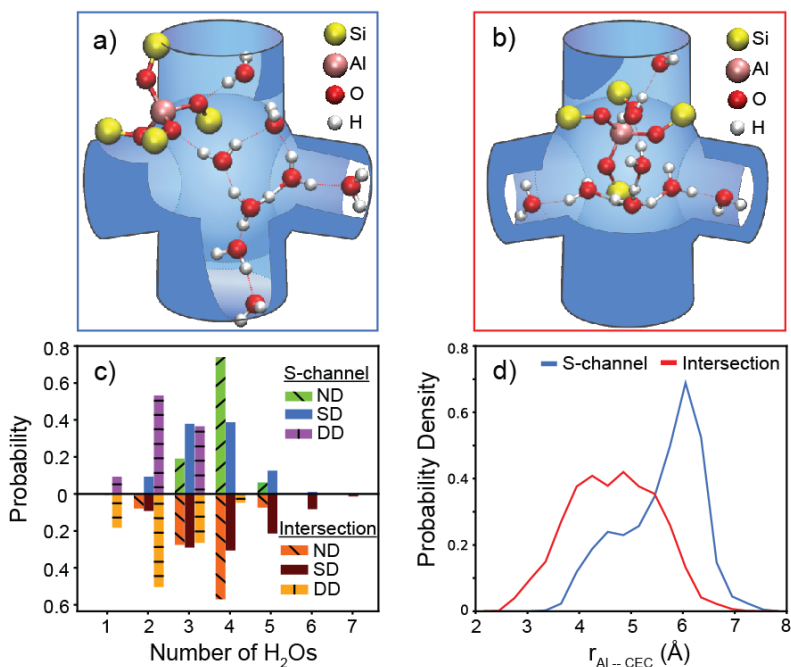 a)
Si
Al
O
H
b)
Si
Al
O
H
c)
S-channel
ND
SD
DD
Intersection
ND
SD
DD
Probability
0.8
0.6
0.4
0.2
0
0.2
0.4
0.6
1 2 3 4 5 6 7
Number of H₂Os
d)
S-channel Intersection
Probability Density
0.8
0.6
0.4
0.2
0
2 3 4 5 6 7 8
r_AL -- CEC (Å)